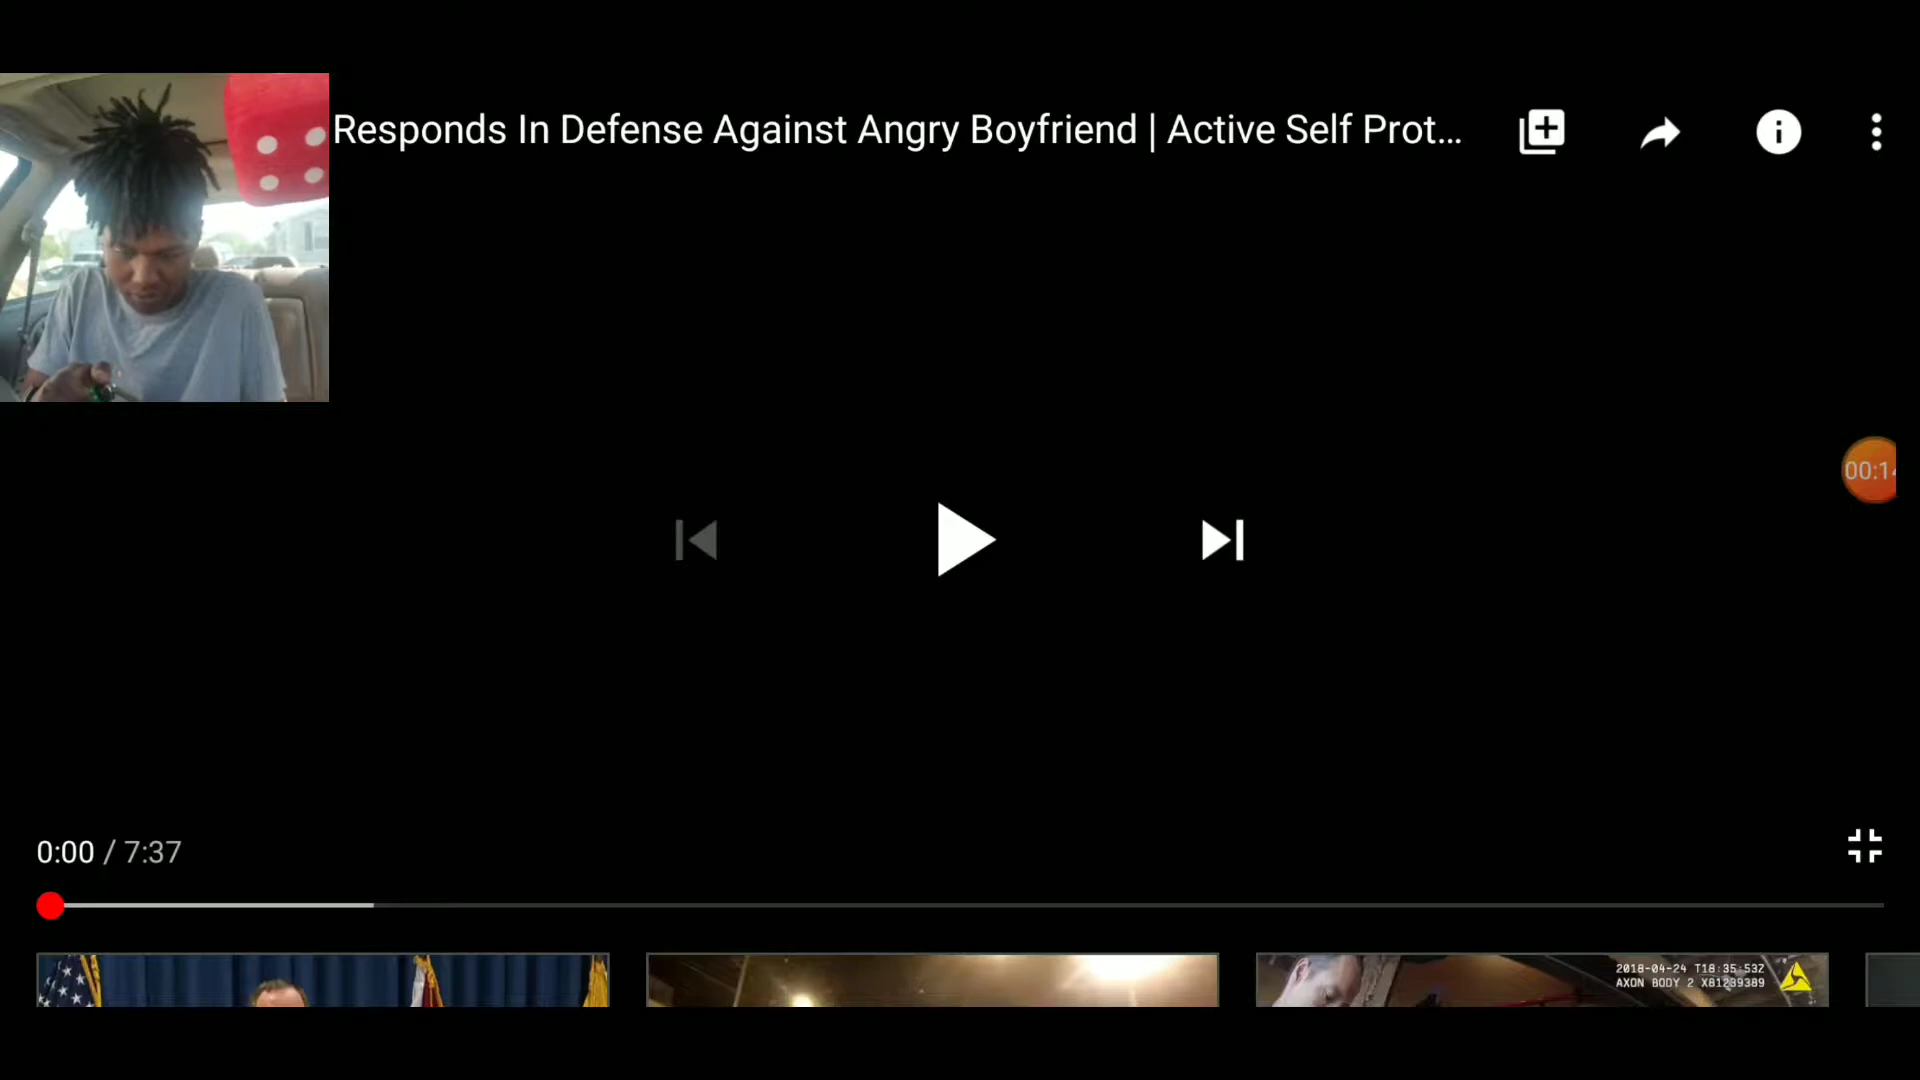 Responds In Defense Against Angry Boyfriend | Active Self Prot...
00:1
0:00 / 7:37
2018-04-24 T18:35:53Z
AXON BODY 2 X81239389